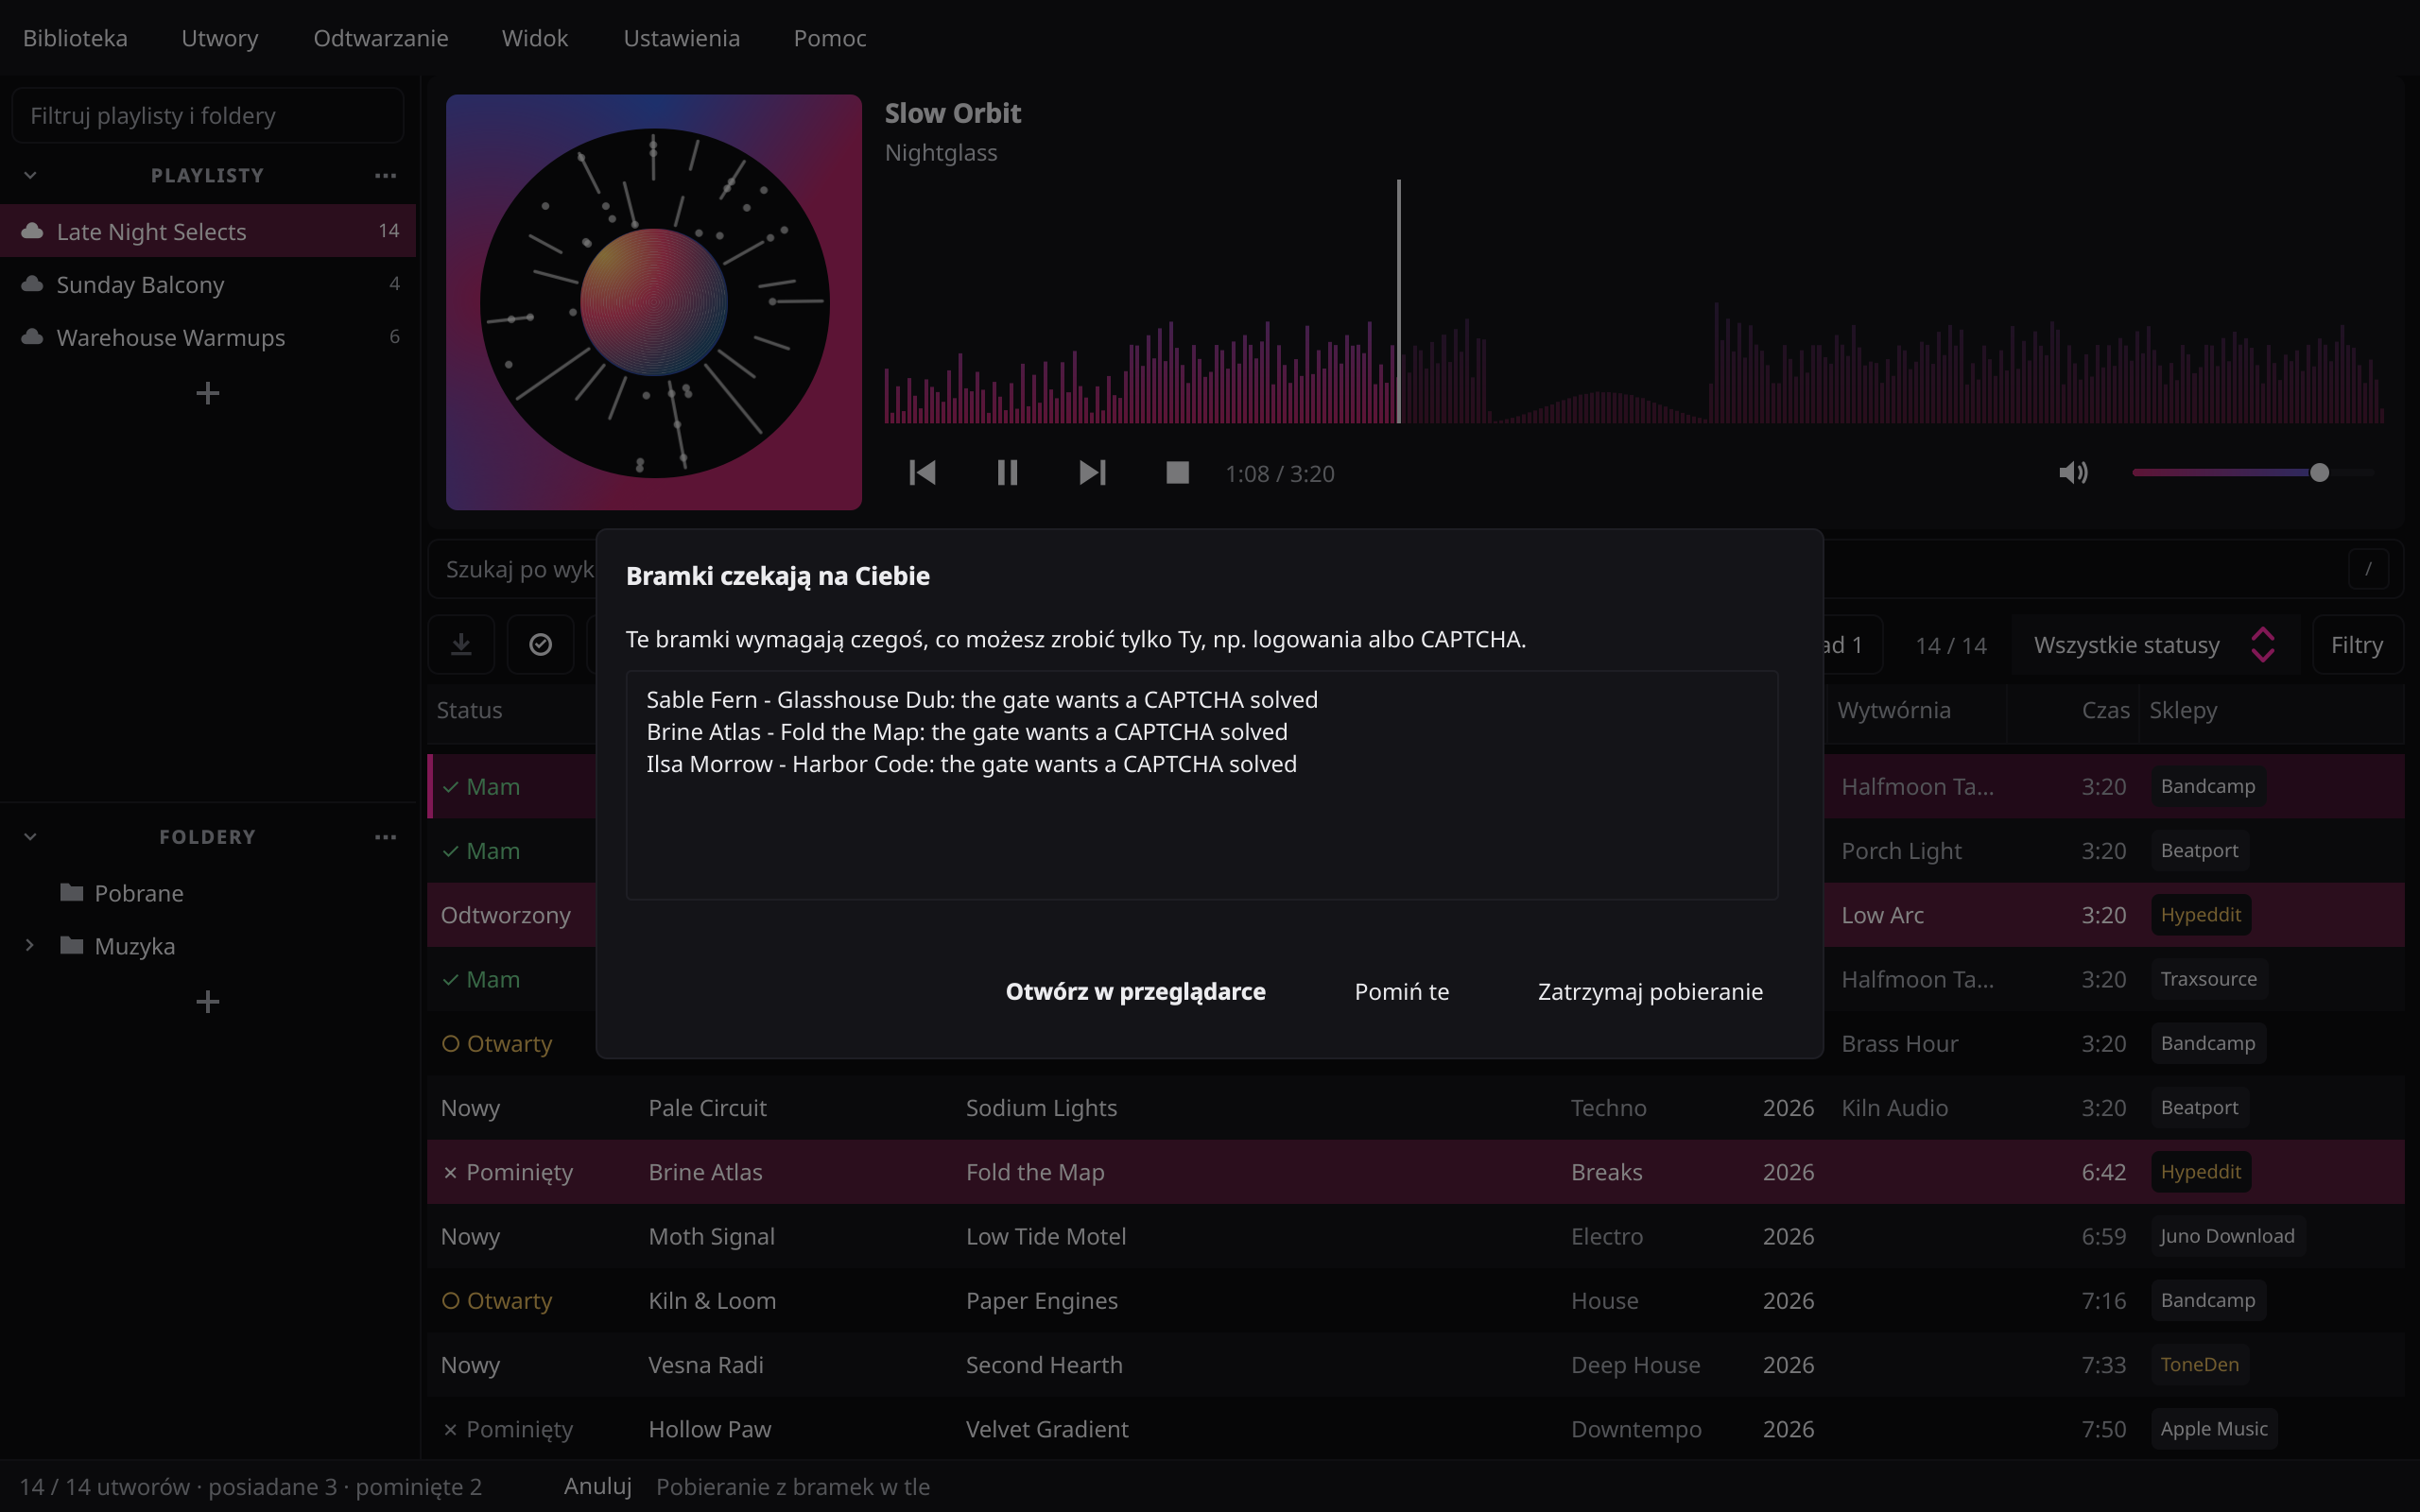 Biblioteka Utwory Odtwarzanie Widok Ustawienia Pomoc
Filtruj playlisty i foldery
PLAYLISTY ...
Late Night Selects 14
Sunday Balcony 4
Warehouse Warmups 6
+
FOLDERY ...
Pobrane
Muzyka
+
Slow Orbit
Nightglass
1:08 / 3:20
Szukaj po wyk
/
ad 1 14 / 14 Wszystkie statusy Filtry
Status Wytwórnia Czas Sklepy
Mam Halfmoon Ta... 3:20 Bandcamp
Mam Porch Light 3:20 Beatport
Odtworzony Low Arc 3:20 Hypeddit
Mam Halfmoon Ta... 3:20 Traxsource
Otwarty Brass Hour 3:20 Bandcamp
Nowy Pale Circuit Sodium Lights Techno 2026 Kiln Audio 3:20 Beatport
Pominięty Brine Atlas Fold the Map Breaks 2026 6:42 Hypeddit
Nowy Moth Signal Low Tide Motel Electro 2026 6:59 Juno Download
Otwarty Kiln & Loom Paper Engines House 2026 7:16 Bandcamp
Nowy Vesna Radi Second Hearth Deep House 2026 7:33 ToneDen
Pominięty Hollow Paw Velvet Gradient Downtempo 2026 7:50 Apple Music
Bramki czekają na Ciebie
Te bramki wymagają czegoś, co możesz zrobić tylko Ty, np. logowania albo CAPTCHA.
Sable Fern - Glasshouse Dub: the gate wants a CAPTCHA solved
Brine Atlas - Fold the Map: the gate wants a CAPTCHA solved
Ilsa Morrow - Harbor Code: the gate wants a CAPTCHA solved
Otwórz w przeglądarce Pomiń te Zatrzymaj pobieranie
14 / 14 utworów · posiadane 3 · pominięte 2 Anuluj Pobieranie z bramek w tle